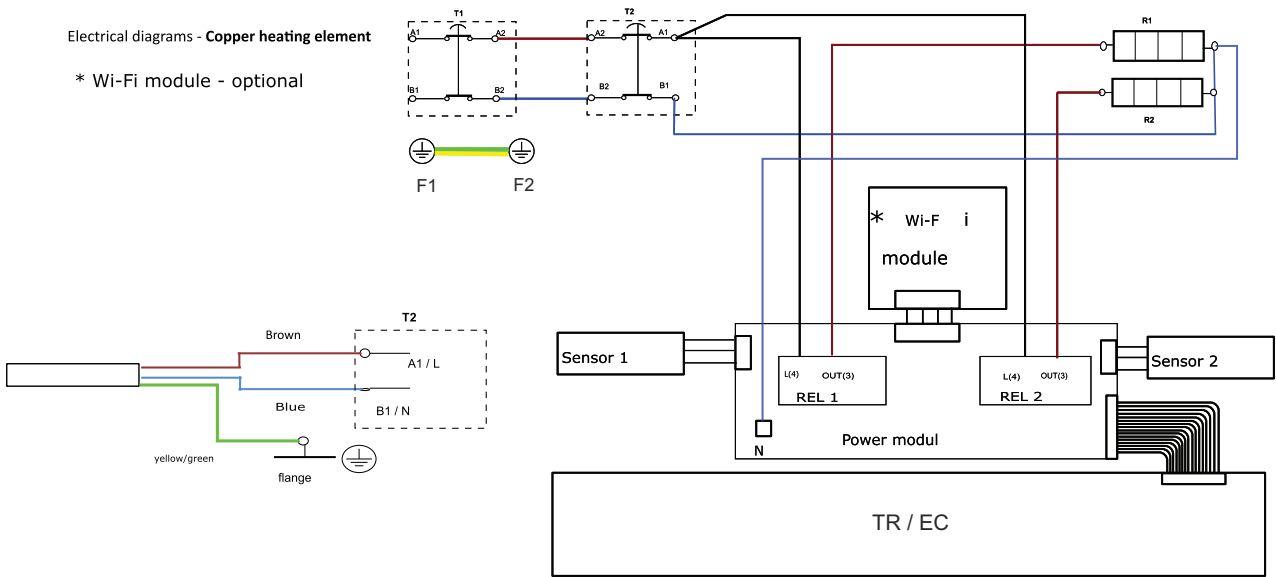 Electrical diagrams - Copper heating element
* Wi-Fi module - optional
T1
A1
A2
B1
B2
T2
A2
A1
B2
B1
F1
F2
R1
R2
* Wi-F i
module
T2
Brown
A1 / L
Blue
B1 / N
yellow/green
flange
Sensor 1
Sensor 2
L(4) OUT(3)
REL 1
L(4) OUT(3)
REL 2
Power modul
N
TR / EC